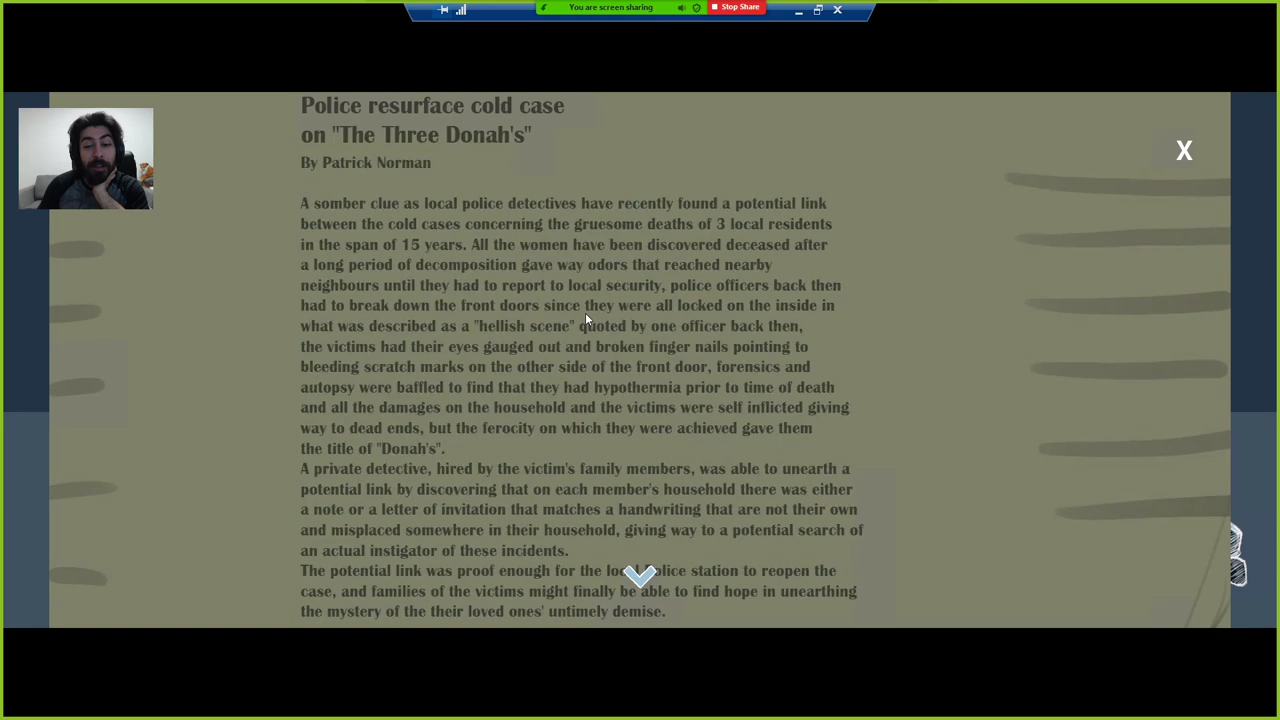 You are screen sharing
Stop Share
Police resurface cold case
on "The Three Donah's"
By Patrick Norman
X
A somber clue as local police detectives have recently found a potential link
between the cold cases concerning the gruesome deaths of 3 local residents
in the span of 15 years. All the women have been discovered deceased after
a long period of decomposition gave way odors that reached nearby
neighbours until they had to report to local security, police officers back then
had to break down the front doors since they were all locked on the inside in
what was described as a "hellish scene" quoted by one officer back then,
the victims had their eyes gauged out and broken finger nails pointing to
bleeding scratch marks on the other side of the front door, forensics and
autopsy were baffled to find that they had hypothermia prior to time of death
and all the damages on the household and the victims were self inflicted giving
way to dead ends, but the ferocity on which they were achieved gave them
the title of "Donah's".
A private detective, hired by the victim's family members, was able to unearth a
potential link by discovering that on each member's household there was either
a note or a letter of invitation that matches a handwriting that are not their own
and misplaced somewhere in their household, giving way to a potential search of
an actual instigator of these incidents.
The potential link was proof enough for the local police station to reopen the
case, and families of the victims might finally be able to find hope in unearthing
the mystery of the their loved ones' untimely demise.